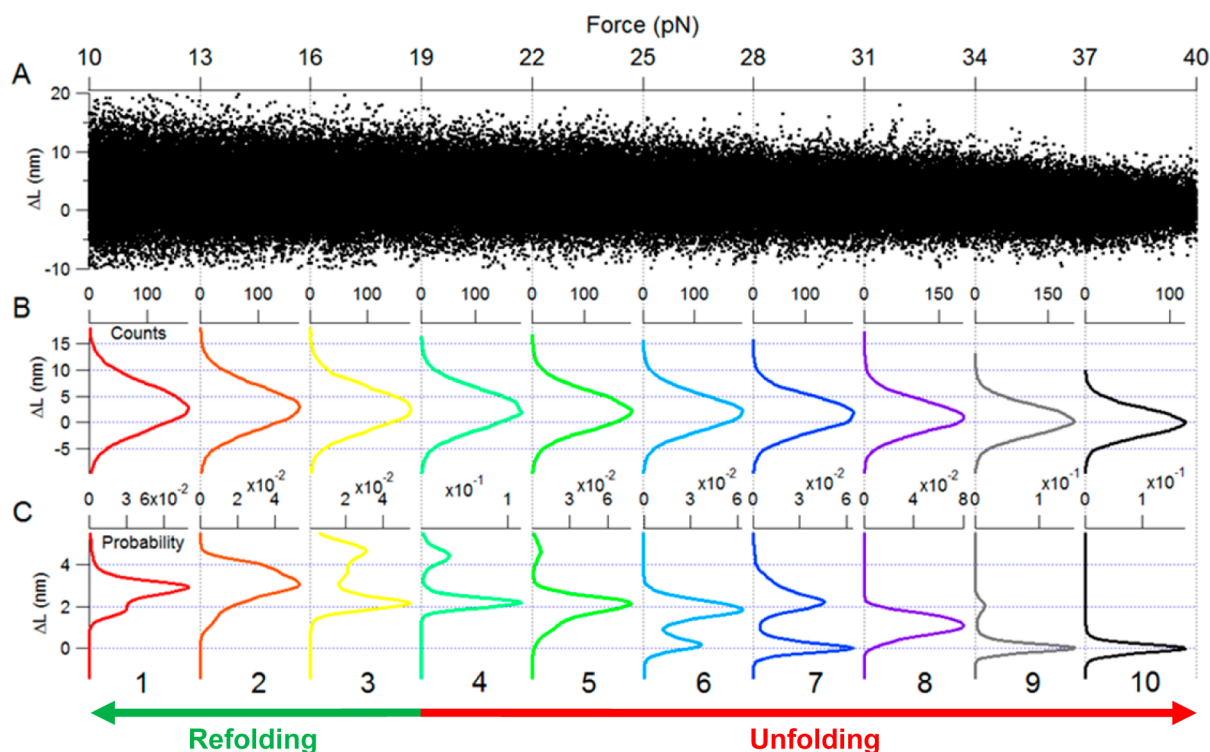 Force (pN)
10 13 16 19 22 25 28 31 34 37 40
A
20
10
0
-10
ΔL (nm)
0 100 0 100 0 100 0 100 0 100 0 100 0 100 0 150 0 150 0 100
B
Counts
15
10
5
0
-5
ΔL (nm)
0 3 6x10-2 0 2 4 x10-2 2 4 x10-2 x10-1 1 0 3 6 x10-2 0 3 6 x10-2 0 3 6 x10-2 0 4 8 x10-2 0 1 x10-1 0 1 x10-1
C
Probability
4
2
0
ΔL (nm)
1 2 3 4 5 6 7 8 9 10
Refolding Unfolding